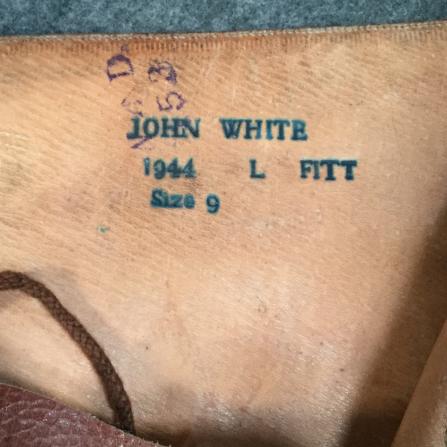 D
JOHN WHITE
1944 L FITT
Size 9